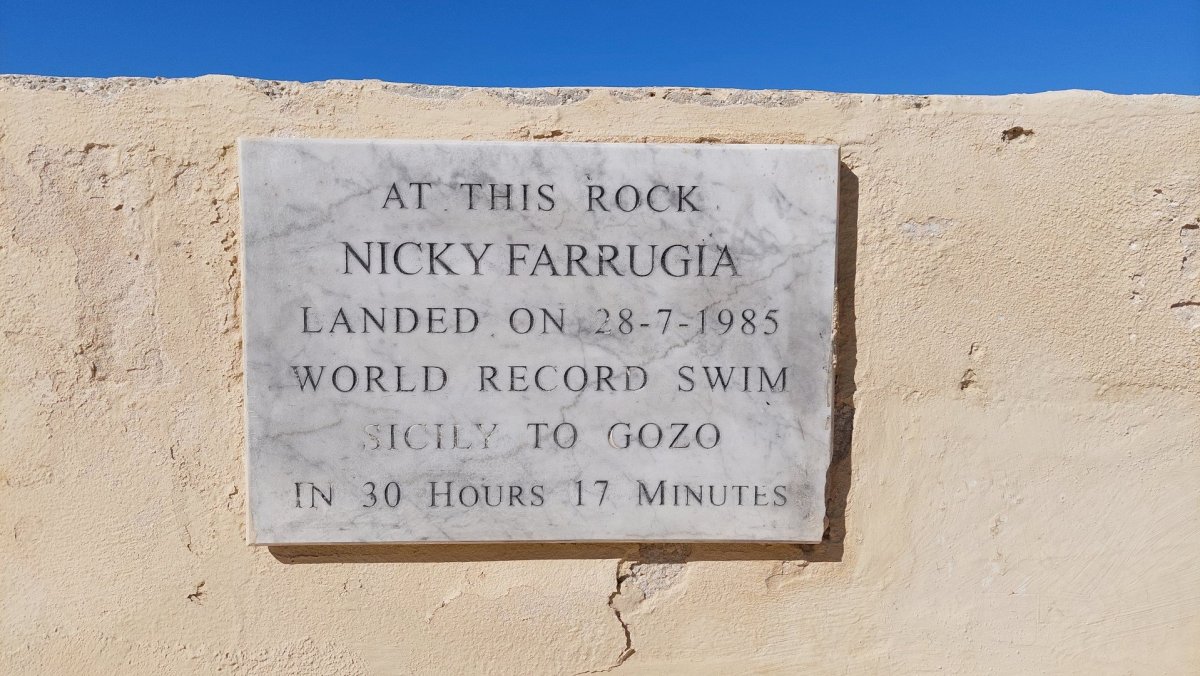 AT THIS ROCK
NICKY FARRUGIA
LANDED ON 28-7-1985
WORLD RECORD SWIM
SICILY TO GOZO
IN 30 HOURS 17 MINUTES